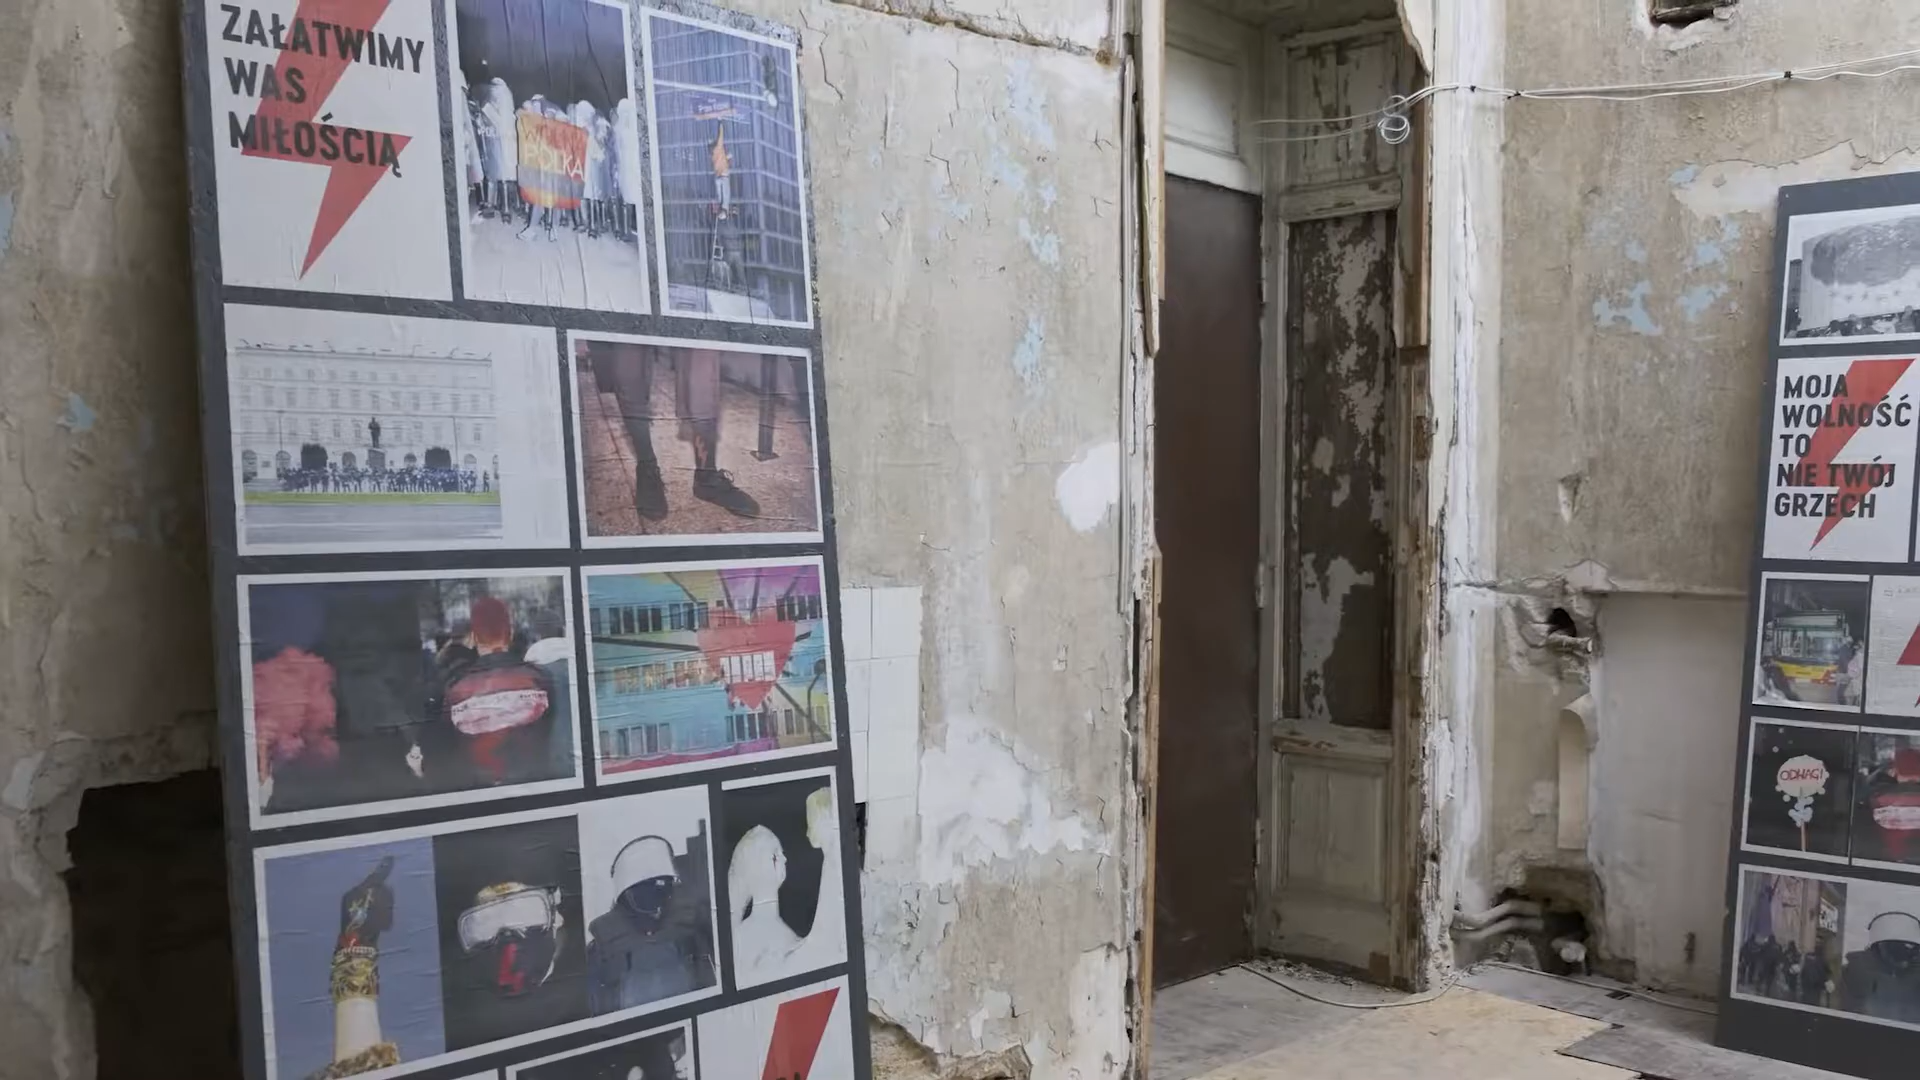 ZAŁATWIMY
WAS
MIŁOŚCIĄ
POLKA
MOJA
WOLNOŚĆ
TO
NIE TWÓJ
GRZECH
ODWAGI